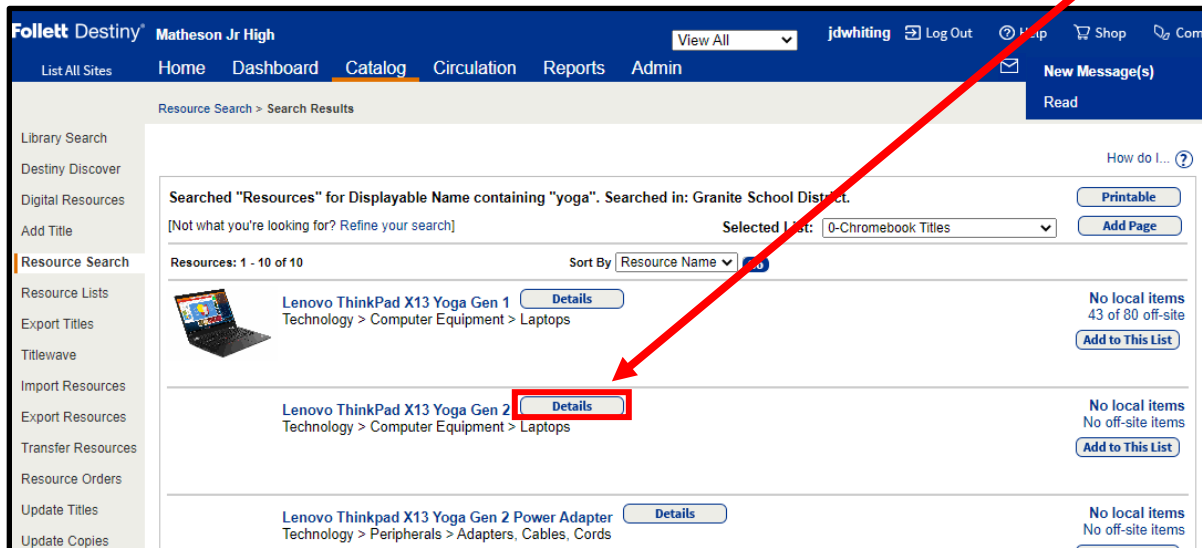 Follett Destiny® Matheson Jr High View All jdwhiting Log Out Help Shop Com
List All Sites Home Dashboard Catalog Circulation Reports Admin New Message(s)
Resource Search > Search Results Read
Library Search
How do I... ?
Destiny Discover
Digital Resources Searched "Resources" for Displayable Name containing "yoga". Searched in: Granite School District. Printable
Add Title [Not what you're looking for? Refine your search] Selected List: 0-Chromebook Titles Add Page
Resource Search Resources: 1 - 10 of 10 Sort By Resource Name
Resource Lists Lenovo ThinkPad X13 Yoga Gen 1 Details No local items
Export Titles Technology > Computer Equipment > Laptops 43 of 80 off-site
Titlewave Add to This List
Import Resources
Export Resources Lenovo ThinkPad X13 Yoga Gen 2 Details No local items
Technology > Computer Equipment > Laptops No off-site items
Transfer Resources Add to This List
Resource Orders
Update Titles Lenovo Thinkpad X13 Yoga Gen 2 Power Adapter Details No local items
Update Copies Technology > Peripherals > Adapters, Cables, Cords No off-site items